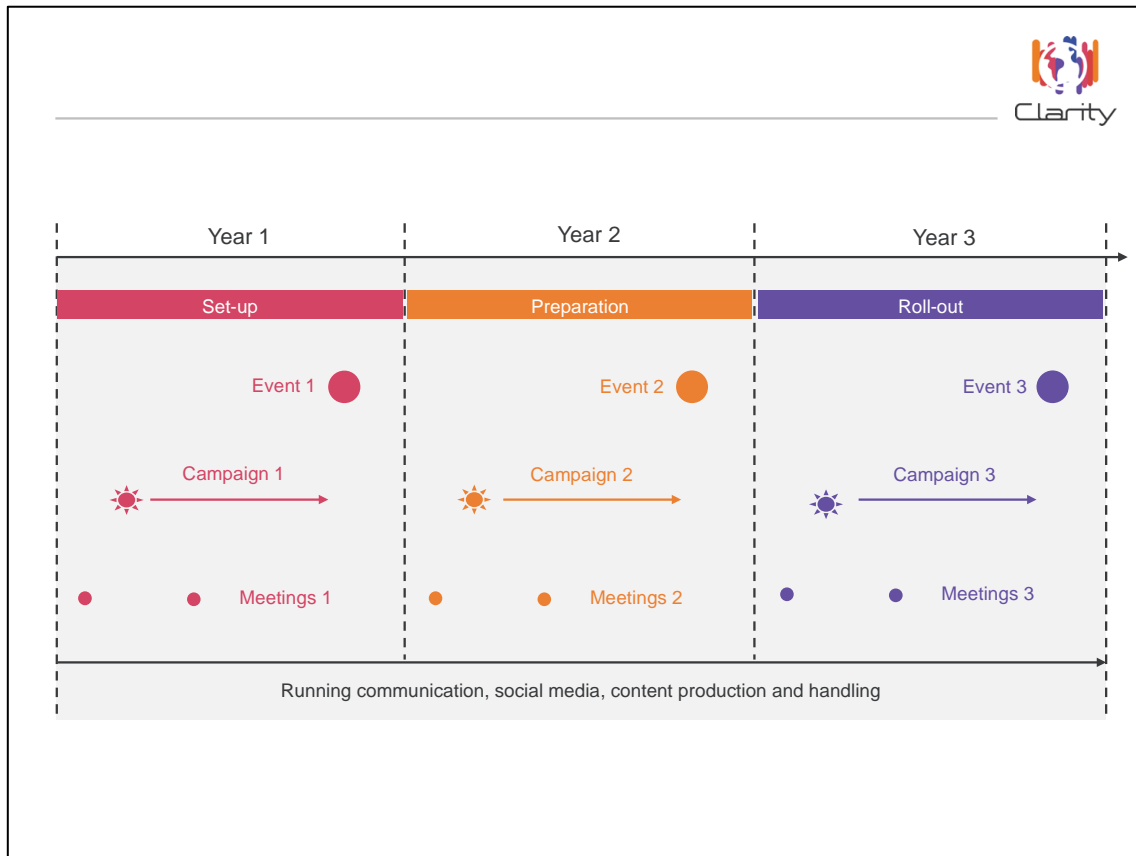 Clarity
Year 1
Year 2
Year 3
Set-up
Preparation
Roll-out
Event 1
Event 2
Event 3
Campaign 1
Campaign 2
Campaign 3
Meetings 1
Meetings 2
Meetings 3
Running communication, social media, content production and handling